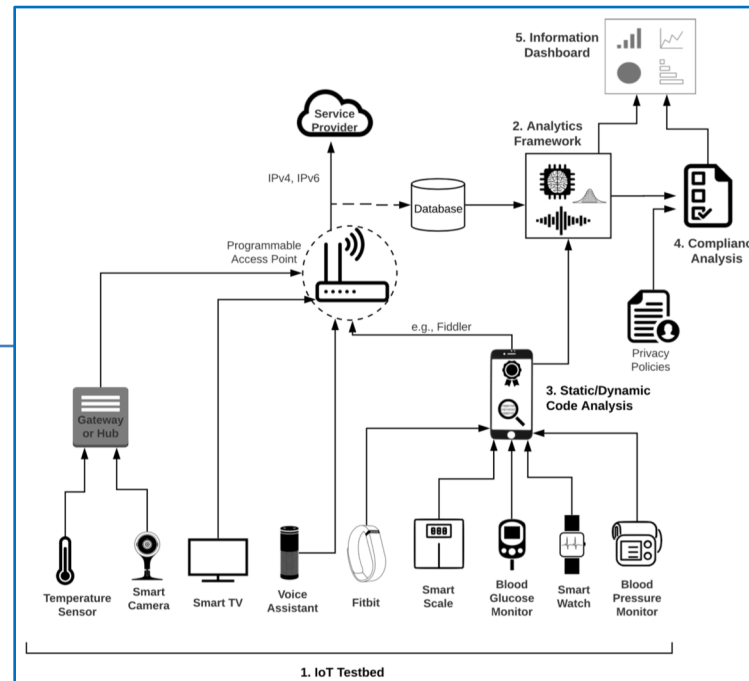 5. Information
Dashboard
Service
Provider
2. Analytics
Framework
IPv4, IPv6
Database
Programmable
Access Point
4. Complianc
Analysis
e.g., Fiddler
Privacy
Policies
3. Static/Dynamic
Code Analysis
Gateway
or Hub
Temperature
Sensor
Smart
Camera
Smart TV
Voice
Assistant
Fitbit
Smart
Scale
Blood
Glucose
Monitor
Smart
Watch
Blood
Pressure
Monitor
1. IoT Testbed